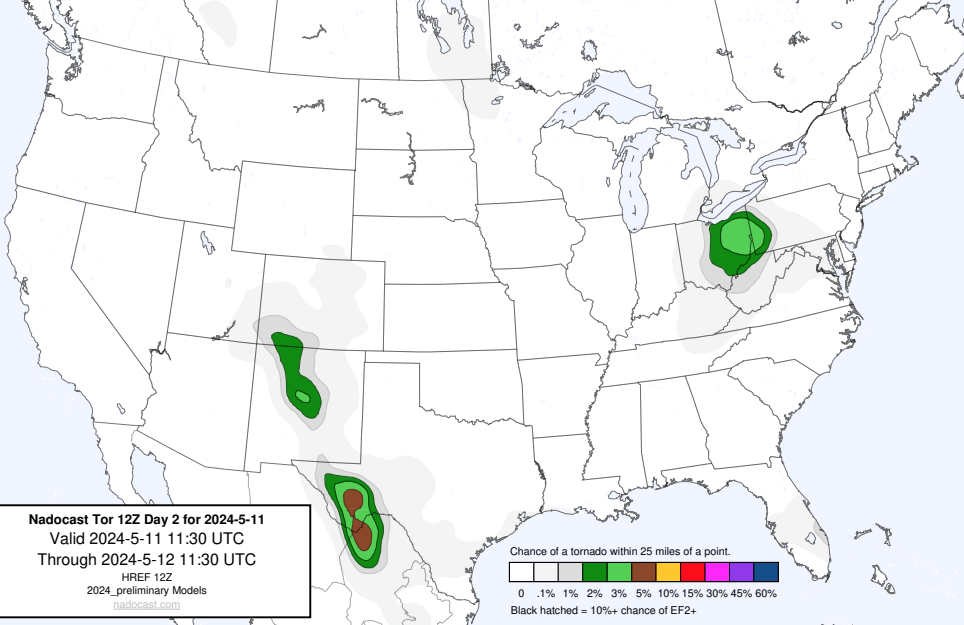 Nadocast Tor 12Z Day 2 for 2024-5-11
Valid 2024-5-11 11:30 UTC
Through 2024-5-12 11:30 UTC
HREF 12Z
2024_preliminary Models
nadocast.com
Chance of a tornado within 25 miles of a point.
0 .1% 1% 2% 3% 5% 10% 15% 30% 45% 60%
Black hatched = 10%+ chance of EF2+